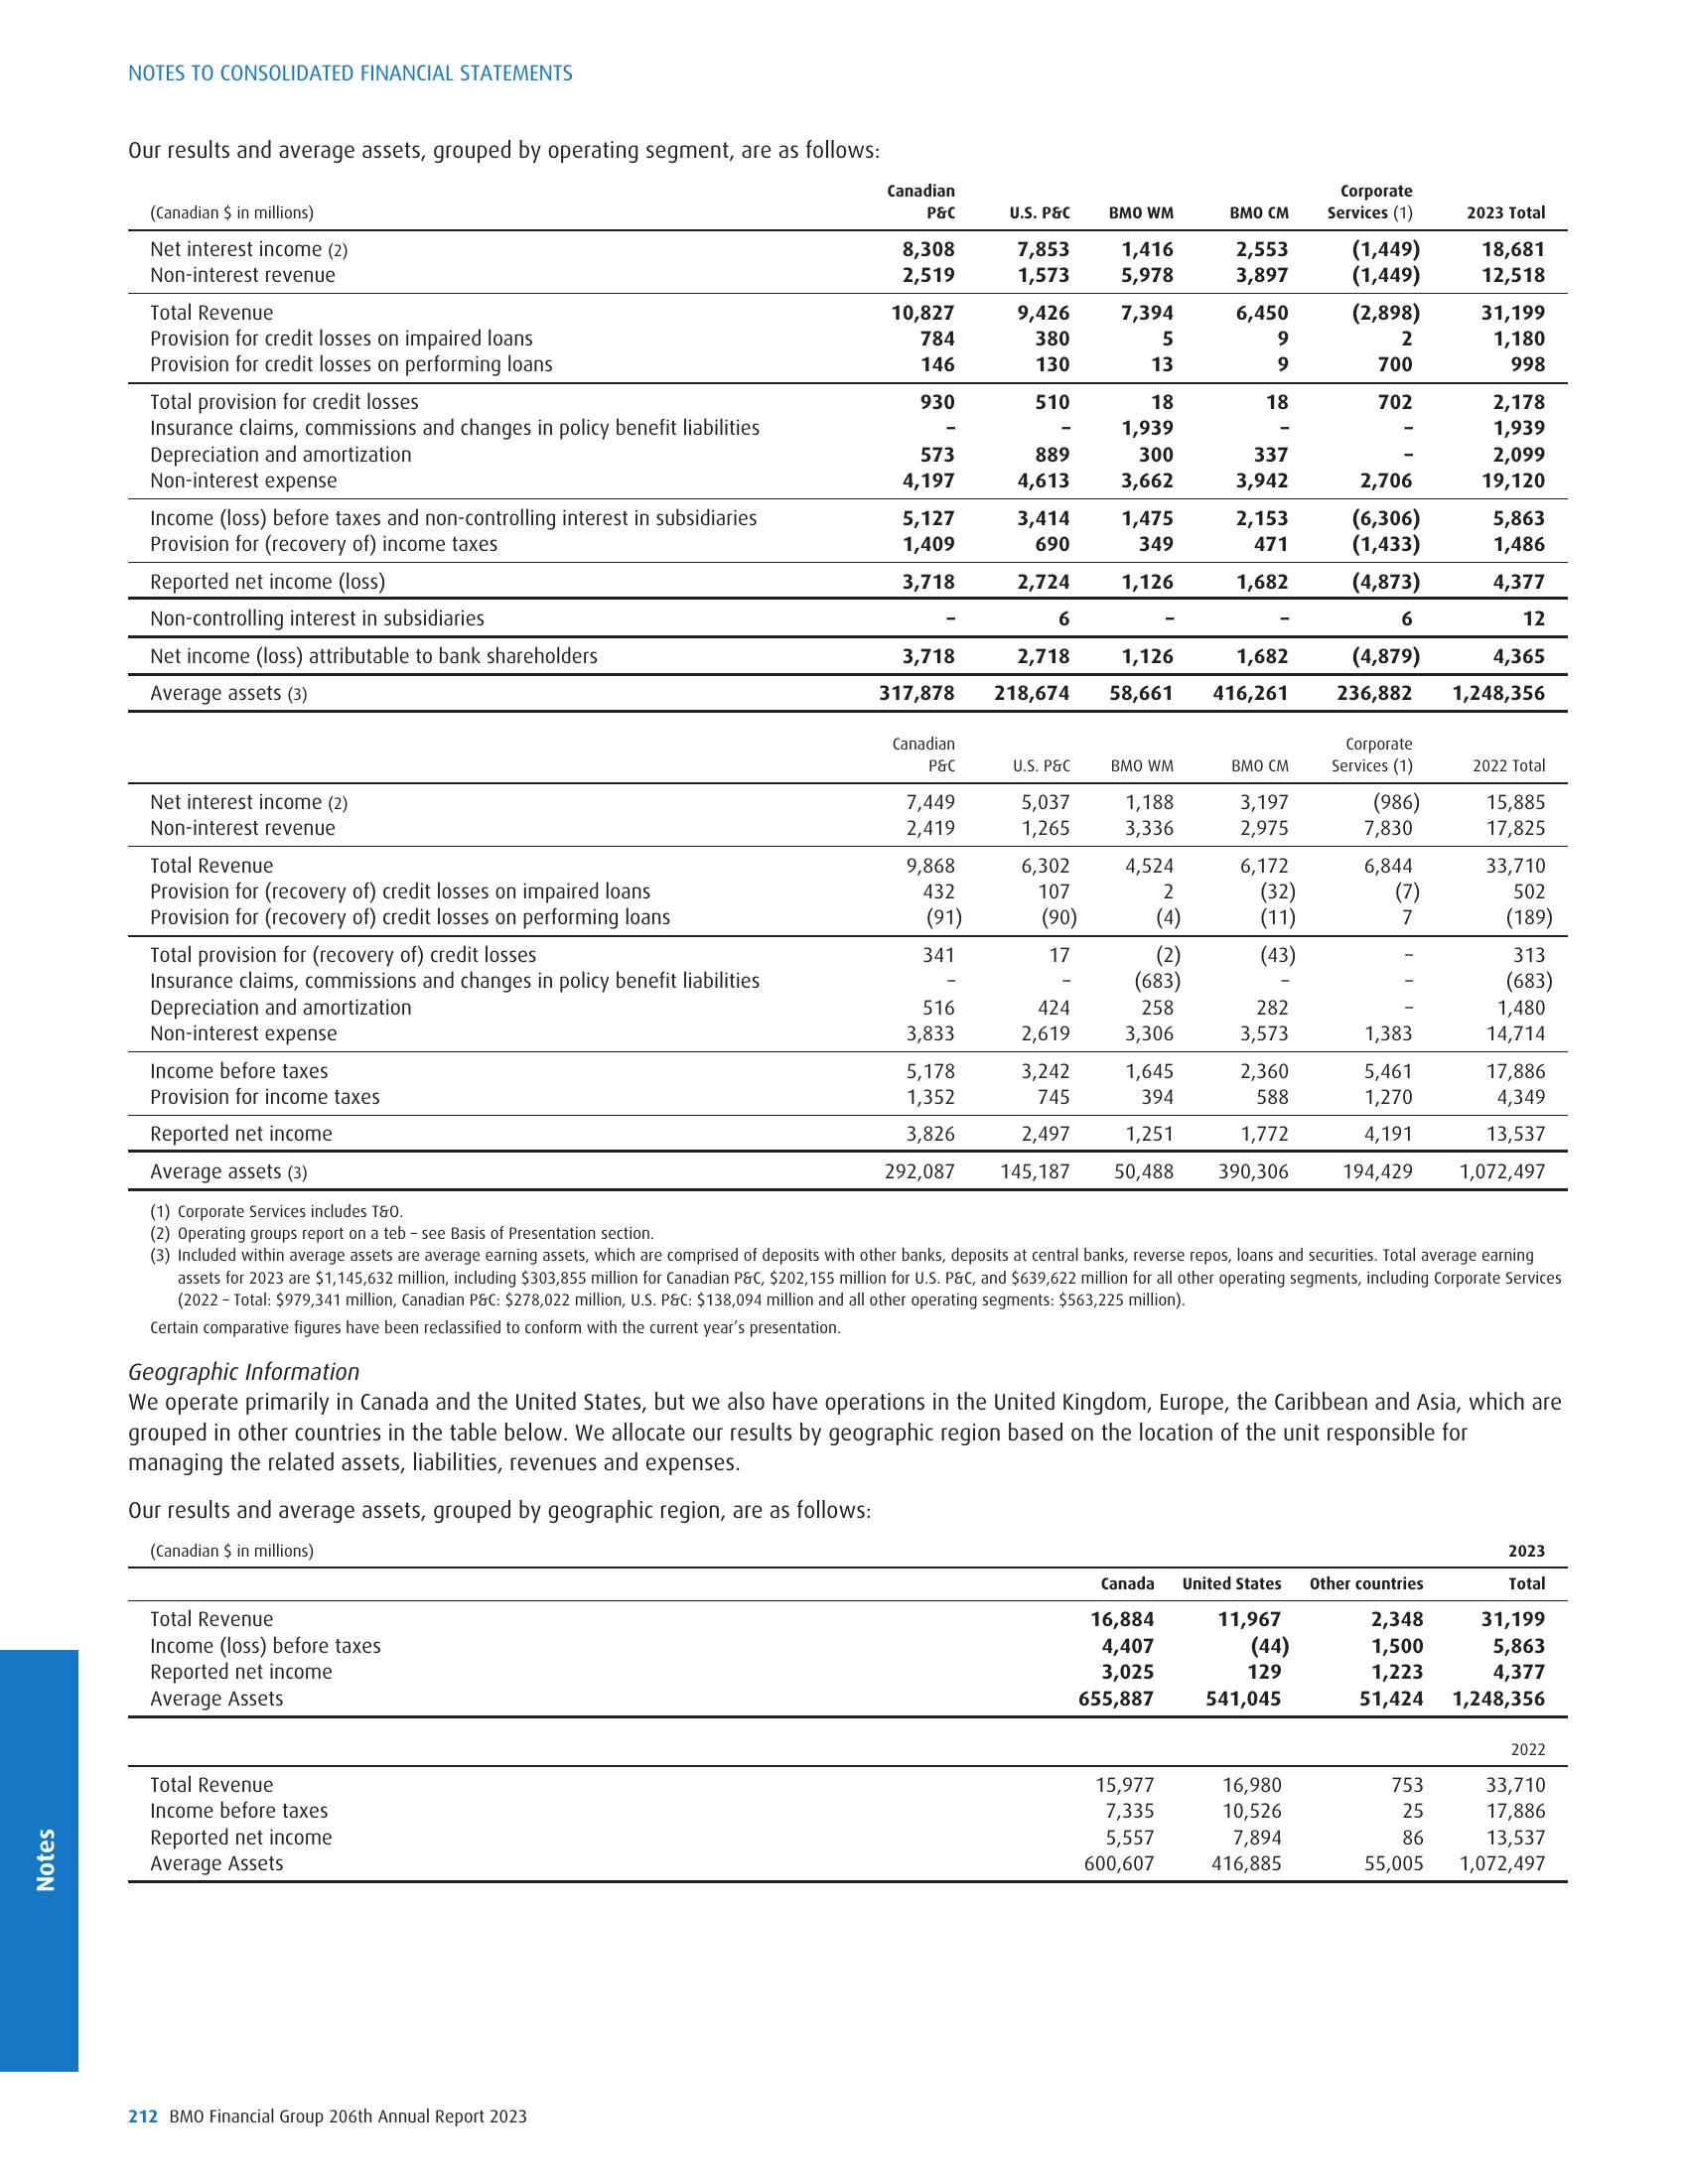 NOTES TO CONSOLIDATED FINANCIAL STATEMENTS
Our results and average assets, grouped by operating segment, are as follows:
(Canadian $ in millions) Canadian P&C U.S. P&C BMO WM BMO CM Corporate Services (1) 2023 Total
Net interest income (2) 8,308 7,853 1,416 2,553 (1,449) 18,681
Non-interest revenue 2,519 1,573 5,978 3,897 (1,449) 12,518
Total Revenue 10,827 9,426 7,394 6,450 (2,898) 31,199
Provision for credit losses on impaired loans 784 380 5 9 2 1,180
Provision for credit losses on performing loans 146 130 13 9 700 998
Total provision for credit losses 930 510 18 18 702 2,178
Insurance claims, commissions and changes in policy benefit liabilities – – 1,939 – – 1,939
Depreciation and amortization 573 889 300 337 – 2,099
Non-interest expense 4,197 4,613 3,662 3,942 2,706 19,120
Income (loss) before taxes and non-controlling interest in subsidiaries 5,127 3,414 1,475 2,153 (6,306) 5,863
Provision for (recovery of) income taxes 1,409 690 349 471 (1,433) 1,486
Reported net income (loss) 3,718 2,724 1,126 1,682 (4,873) 4,377
Non-controlling interest in subsidiaries – 6 – – 6 12
Net income (loss) attributable to bank shareholders 3,718 2,718 1,126 1,682 (4,879) 4,365
Average assets (3) 317,878 218,674 58,661 416,261 236,882 1,248,356
Canadian P&C U.S. P&C BMO WM BMO CM Corporate Services (1) 2022 Total
Net interest income (2) 7,449 5,037 1,188 3,197 (986) 15,885
Non-interest revenue 2,419 1,265 3,336 2,975 7,830 17,825
Total Revenue 9,868 6,302 4,524 6,172 6,844 33,710
Provision for (recovery of) credit losses on impaired loans 432 107 2 (32) (7) 502
Provision for (recovery of) credit losses on performing loans (91) (90) (4) (11) 7 (189)
Total provision for (recovery of) credit losses 341 17 (2) (43) – 313
Insurance claims, commissions and changes in policy benefit liabilities – – (683) – – (683)
Depreciation and amortization 516 424 258 282 – 1,480
Non-interest expense 3,833 2,619 3,306 3,573 1,383 14,714
Income before taxes 5,178 3,242 1,645 2,360 5,461 17,886
Provision for income taxes 1,352 745 394 588 1,270 4,349
Reported net income 3,826 2,497 1,251 1,772 4,191 13,537
Average assets (3) 292,087 145,187 50,488 390,306 194,429 1,072,497
(1) Corporate Services includes T&O.
(2) Operating groups report on a teb – see Basis of Presentation section.
(3) Included within average assets are average earning assets, which are comprised of deposits with other banks, deposits at central banks, reverse repos, loans and securities. Total average earning
assets for 2023 are $1,145,632 million, including $303,855 million for Canadian P&C, $202,155 million for U.S. P&C, and $639,622 million for all other operating segments, including Corporate Services
(2022 – Total: $979,341 million, Canadian P&C: $278,022 million, U.S. P&C: $138,094 million and all other operating segments: $563,225 million).
Certain comparative figures have been reclassified to conform with the current year's presentation.
Geographic Information
We operate primarily in Canada and the United States, but we also have operations in the United Kingdom, Europe, the Caribbean and Asia, which are
grouped in other countries in the table below. We allocate our results by geographic region based on the location of the unit responsible for
managing the related assets, liabilities, revenues and expenses.
Our results and average assets, grouped by geographic region, are as follows:
(Canadian $ in millions) 2023
Canada United States Other countries Total
Total Revenue 16,884 11,967 2,348 31,199
Income (loss) before taxes 4,407 (44) 1,500 5,863
Reported net income 3,025 129 1,223 4,377
Average Assets 655,887 541,045 51,424 1,248,356
2022
Total Revenue 15,977 16,980 753 33,710
Income before taxes 7,335 10,526 25 17,886
Reported net income 5,557 7,894 86 13,537
Average Assets 600,607 416,885 55,005 1,072,497
Notes
212 BMO Financial Group 206th Annual Report 2023